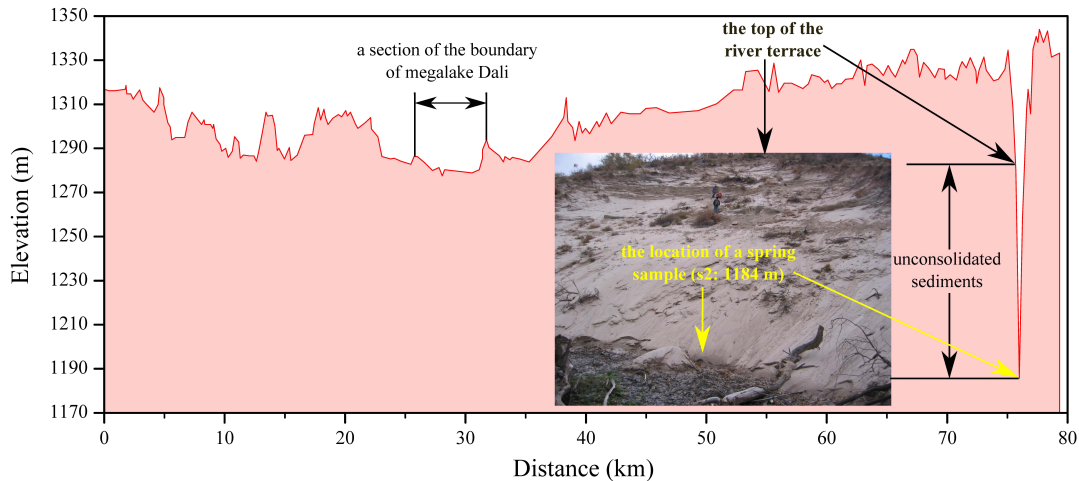 1350
1330
1310
1290
1270
1250
1230
1210
1190
1170
Elevation (m)
a section of the boundary
of megalake Dali
the top of the
river terrace
the location of a spring
sample (s2: 1184 m)
unconsolidated
sediments
0
10
20
30
40
50
60
70
80
Distance (km)